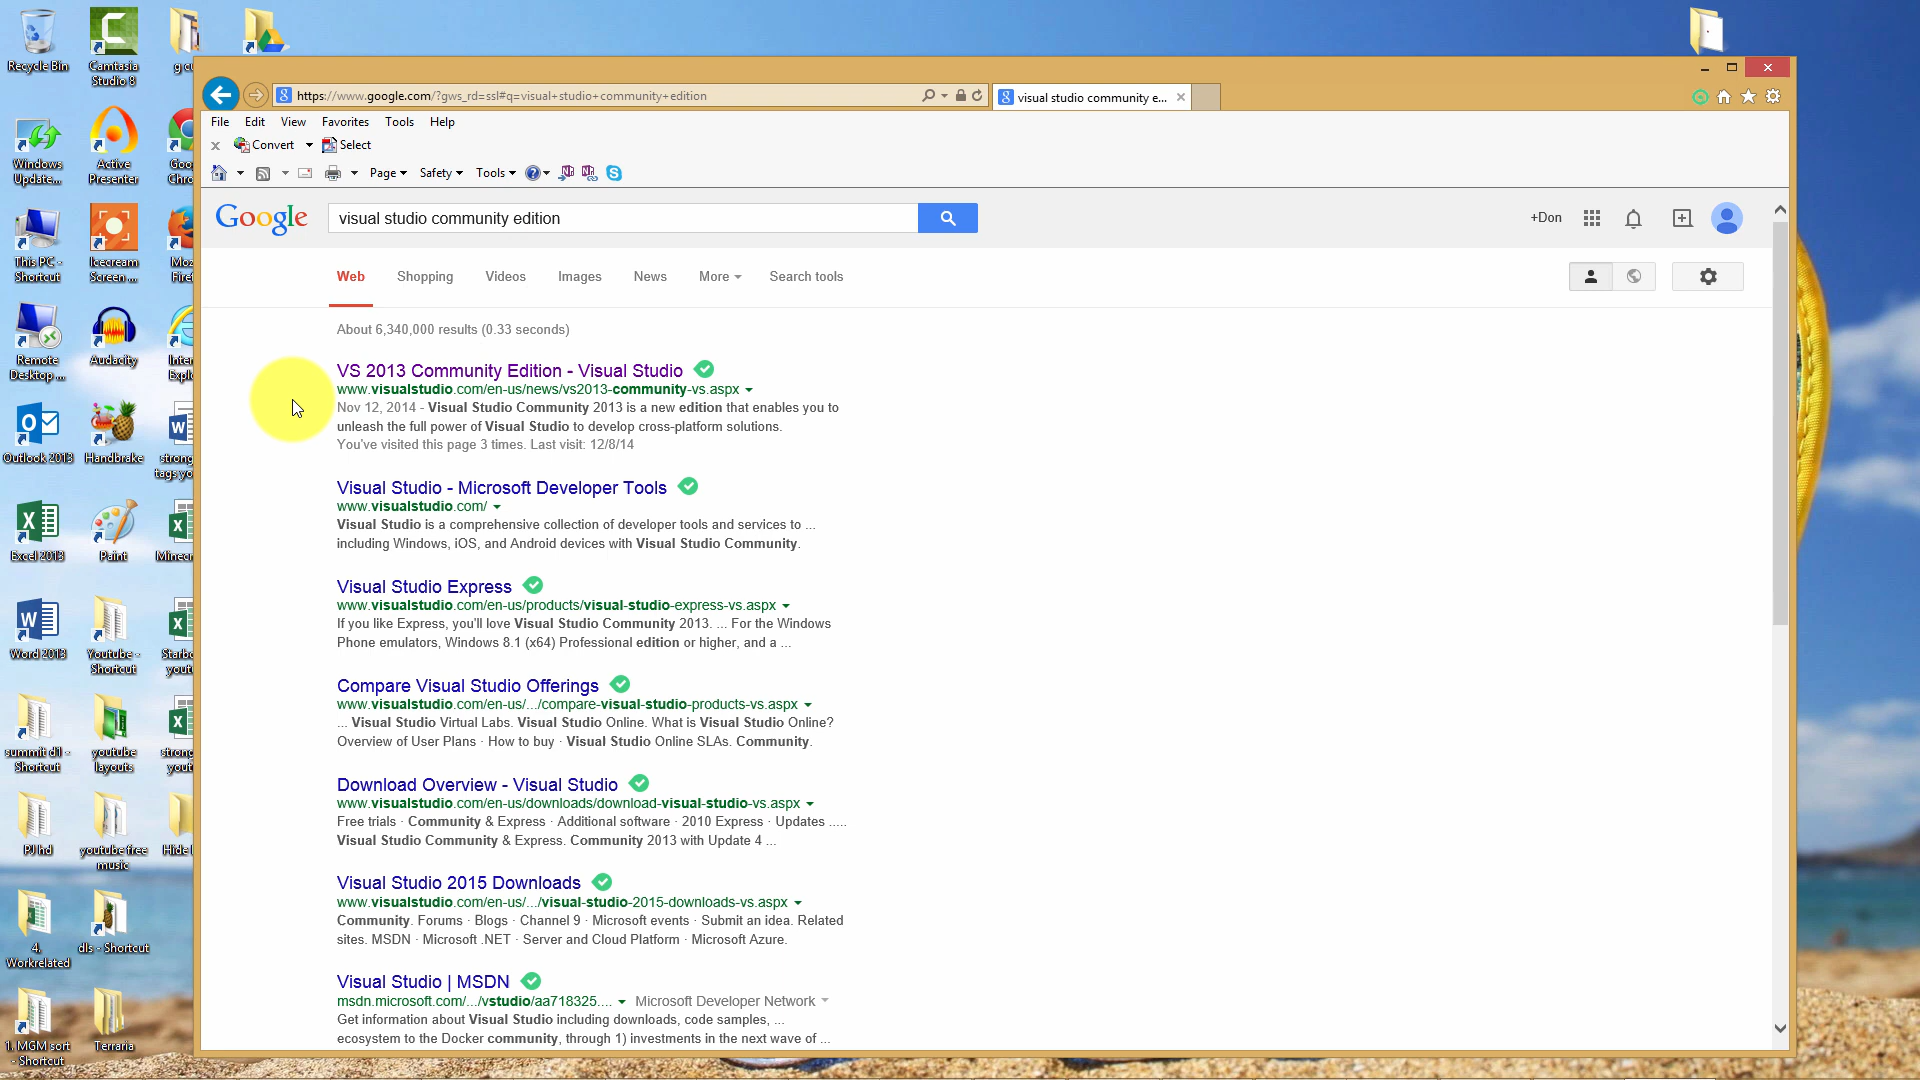 Recycle Bin
Camtasia
Studio 8
Windows
Update...
Active
Presenter
This PC -
Shortcut
Icecream
Screen ...
Remote
Desktop ...
Audacity
Outlook 2013
Handbrake
strong
tags yo
Excel 2013
Paint
Minecr
Word 2013
Youtube -
Shortcut
Starbo
yout
summit d1 -
Shortcut
youtube
layouts
strong
yout
PJ hd
youtube free
music
Hide
4.
Workrelated
dls - Shortcut
1. MGM sort
- Shortcut
Terraria
https://www.google.com/?gws_rd=ssl#q=visual+studio+community+edition
visual studio community e...
File Edit View Favorites Tools Help
x Convert Select
Page Safety Tools
Google
visual studio community edition
+Don
Web Shopping Videos Images News More Search tools
About 6,340,000 results (0.33 seconds)
VS 2013 Community Edition - Visual Studio
www.visualstudio.com/en-us/news/vs2013-community-vs.aspx
Nov 12, 2014 - Visual Studio Community 2013 is a new edition that enables you to
unleash the full power of Visual Studio to develop cross-platform solutions.
You've visited this page 3 times. Last visit: 12/8/14
Visual Studio - Microsoft Developer Tools
www.visualstudio.com/
Visual Studio is a comprehensive collection of developer tools and services to ...
including Windows, iOS, and Android devices with Visual Studio Community.
Visual Studio Express
www.visualstudio.com/en-us/products/visual-studio-express-vs.aspx
If you like Express, you'll love Visual Studio Community 2013. ... For the Windows
Phone emulators, Windows 8.1 (x64) Professional edition or higher, and a ...
Compare Visual Studio Offerings
www.visualstudio.com/en-us/.../compare-visual-studio-products-vs.aspx
... Visual Studio Virtual Labs. Visual Studio Online. What is Visual Studio Online?
Overview of User Plans · How to buy · Visual Studio Online SLAs. Community.
Download Overview - Visual Studio
www.visualstudio.com/en-us/downloads/download-visual-studio-vs.aspx
Free trials · Community & Express · Additional software · 2010 Express · Updates .....
Visual Studio Community & Express. Community 2013 with Update 4 ...
Visual Studio 2015 Downloads
www.visualstudio.com/en-us/.../visual-studio-2015-downloads-vs.aspx
Community. Forums · Blogs · Channel 9 · Microsoft events · Submit an idea. Related
sites. MSDN · Microsoft .NET · Server and Cloud Platform · Microsoft Azure.
Visual Studio | MSDN
msdn.microsoft.com/.../vstudio/aa718325.... Microsoft Developer Network
Get information about Visual Studio including downloads, code samples, ...
ecosystem to the Docker community, through 1) investments in the next wave of ...